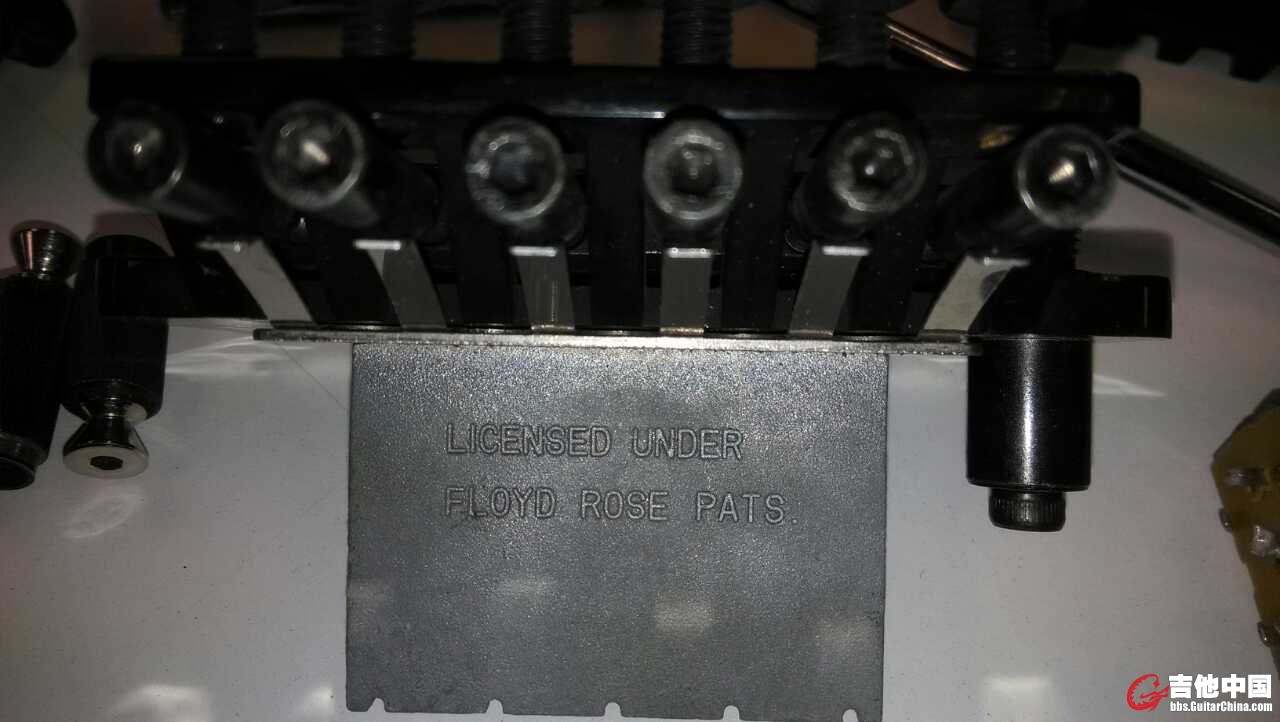 LICENSED UNDER
FLOYD ROSE PATS.
吉他中国
bbs.GuitarChina.com